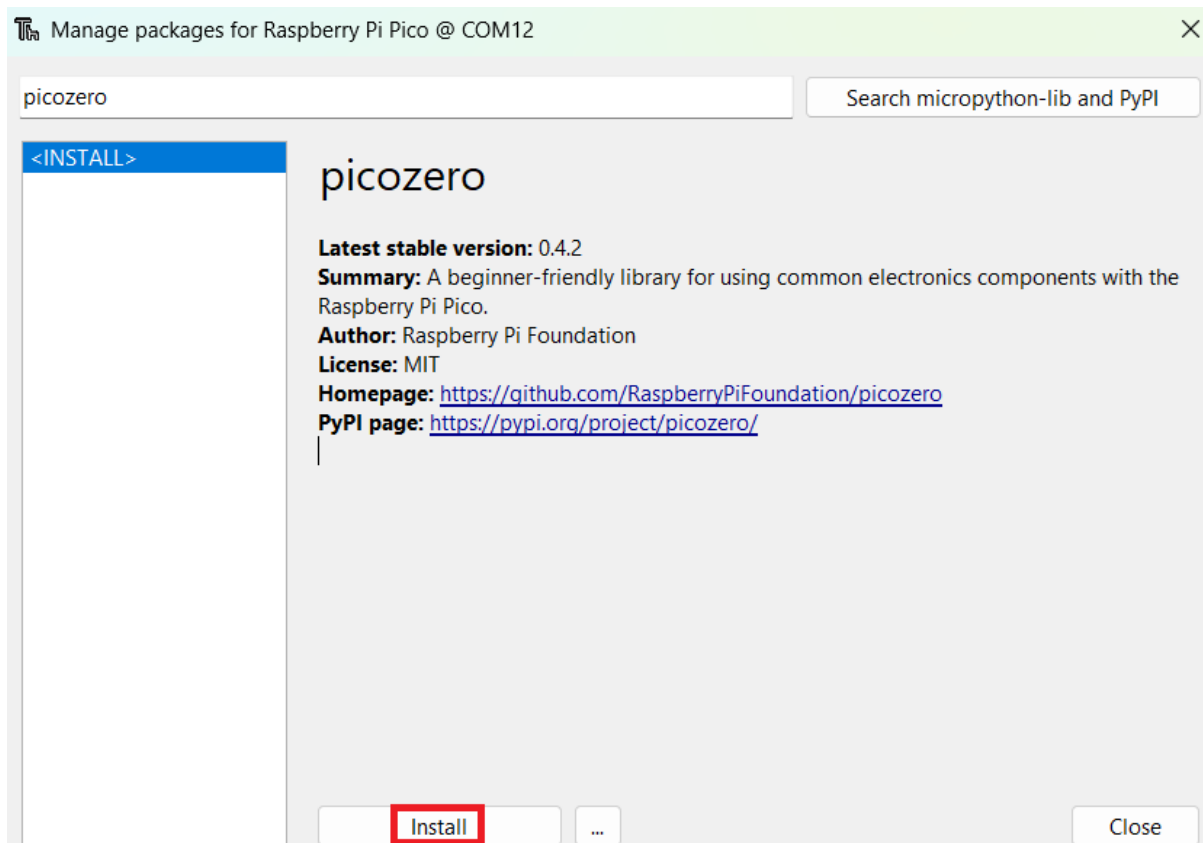 Manage packages for Raspberry Pi Pico @ COM12
picozero
Search micropython-lib and PyPI
<INSTALL>
picozero
Latest stable version: 0.4.2
Summary: A beginner-friendly library for using common electronics components with the
Raspberry Pi Pico.
Author: Raspberry Pi Foundation
License: MIT
Homepage: https://github.com/RaspberryPiFoundation/picozero
PyPI page: https://pypi.org/project/picozero/
Install
...
Close